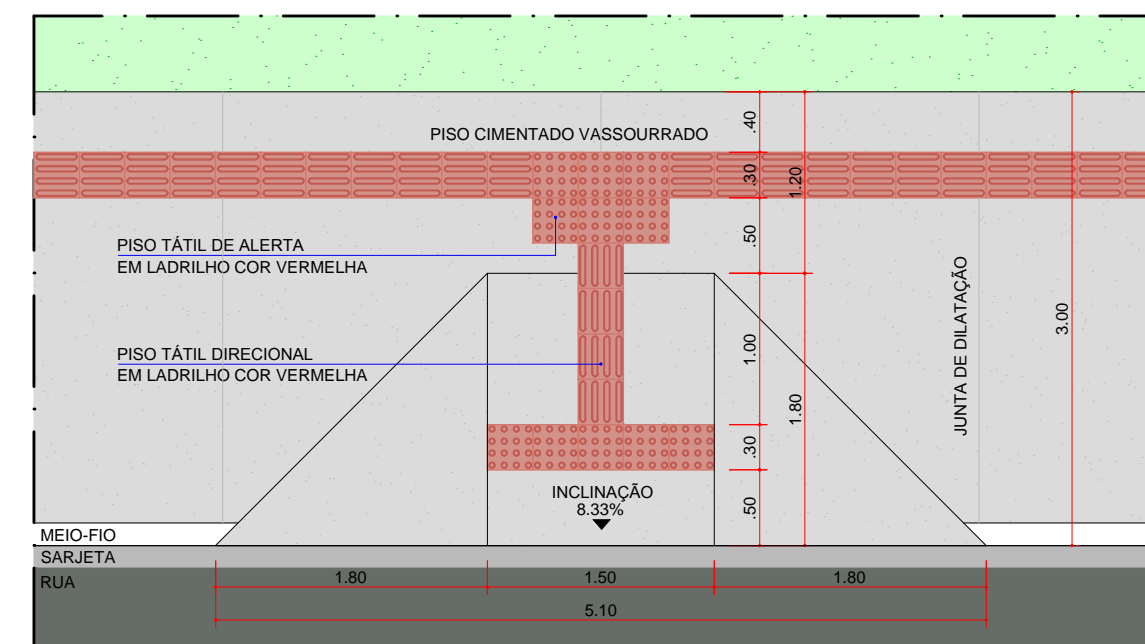 PISO CIMENTADO VASSOURRADO
.40
.30
1.20
.50
PISO TÁTIL DE ALERTA
EM LADRILHO COR VERMELHA
JUNTA DE DILATAÇÃO
3.00
PISO TÁTIL DIRECIONAL
EM LADRILHO COR VERMELHA
1.00
1.80
.30
INCLINAÇÃO
8.33%
.50
MEIO-FIO
SARJETA
RUA
1.80
1.50
1.80
5.10